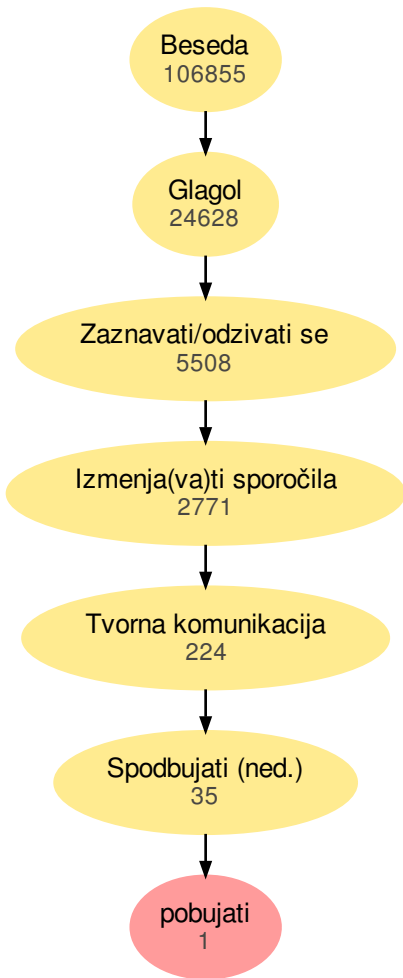 Beseda
106855
Glagol
24628
Zaznavati/odzivati se
5508
Izmenja(va)ti sporočila
2771
Tvorna komunikacija
224
Spodbujati (ned.)
35
pobujati
1